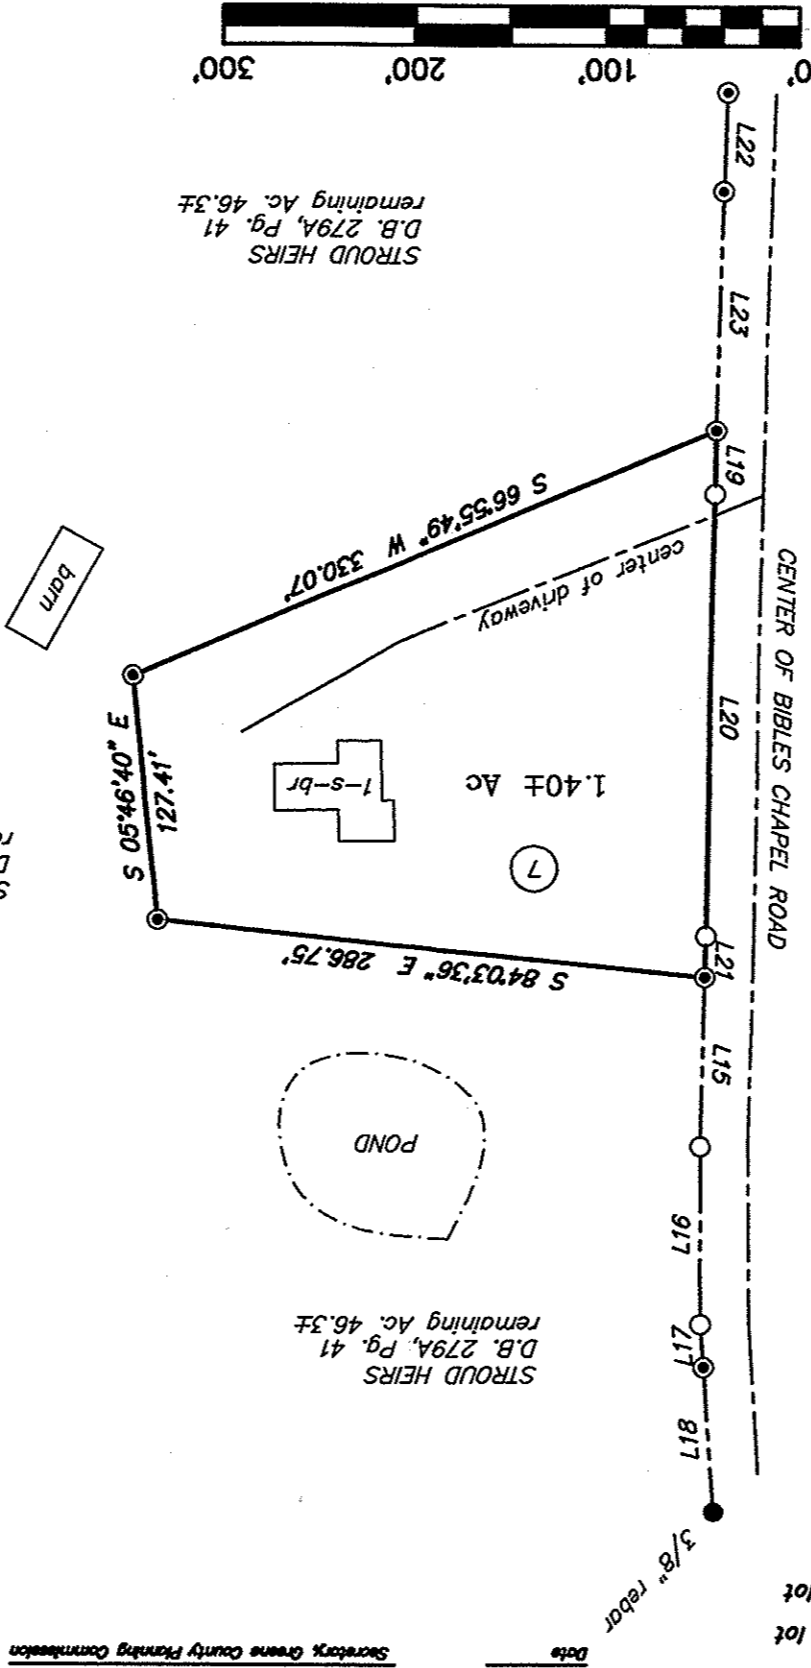 Date
Secretary, Greene County Planning Commission
lot
lot
3/8" rebar
L18
L17
L16
STROUD HEIRS
D.B. 279A, Pg. 41
remaining Ac. 46.3±
POND
L15
L21
S 84°03'36" E 286.75'
7
1.40± Ac
1-s-br
L20
CENTER OF BIBLES CHAPEL ROAD
S 05°46'40" E
127.41'
center of driveway
S 66°55'49" W 330.07'
barn
L19
L23
L22
STROUD HEIRS
D.B. 279A, Pg. 41
remaining Ac. 46.3±
0' 100' 200' 300'